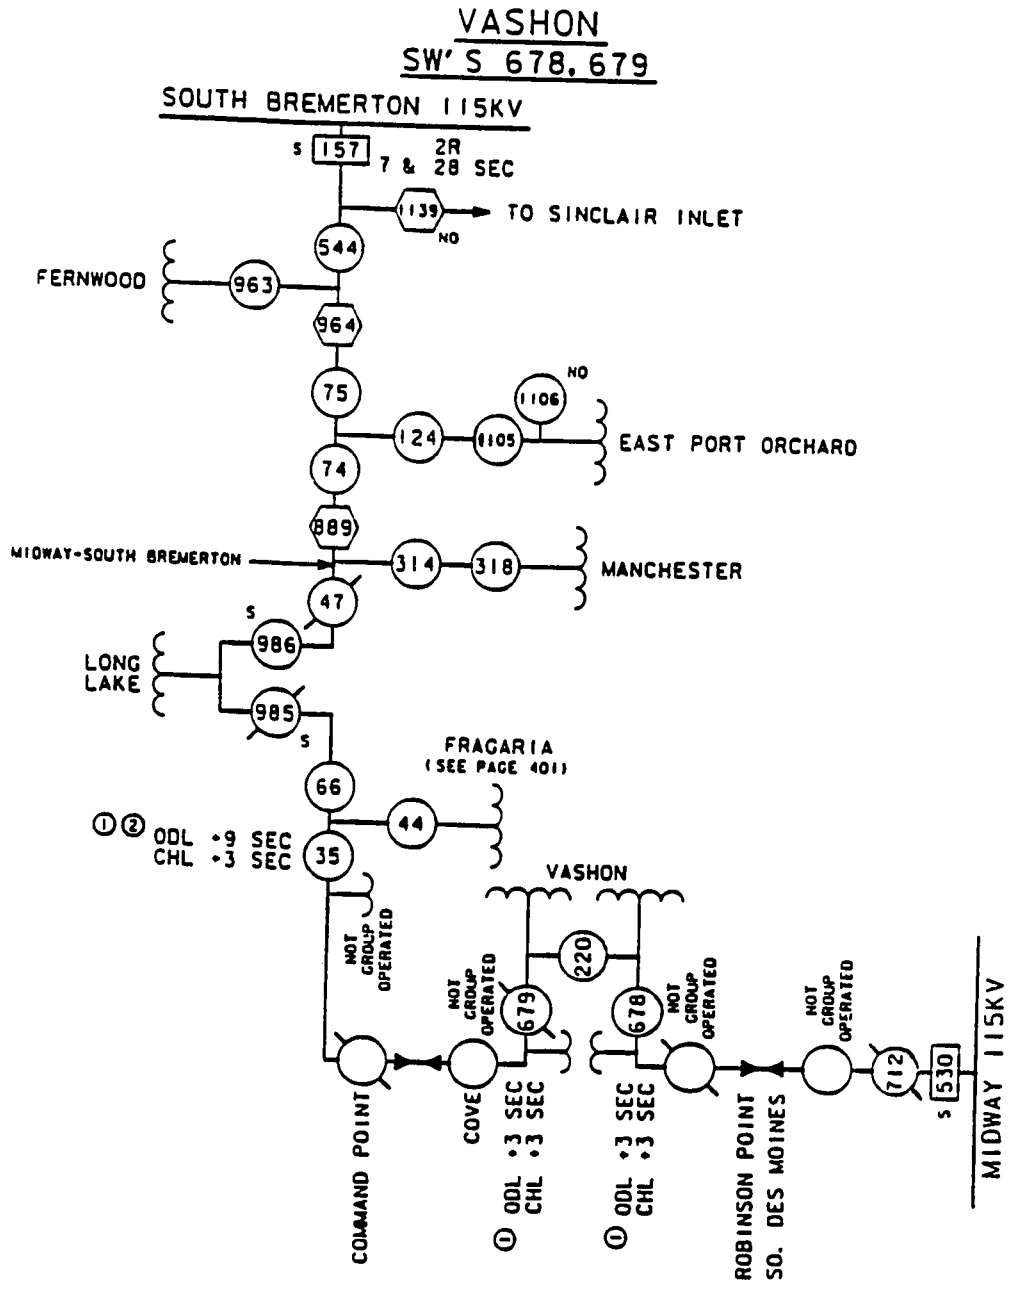 VASHON
SW'S 678, 679
SOUTH BREMERTON 115KV
S 157
2R
7 & 28 SEC
1139
NO
TO SINCLAIR INLET
544
FERNWOOD
963
964
75
NO
1106
124
1105
EAST PORT ORCHARD
74
889
MIDWAY-SOUTH BREMERTON
314
318
MANCHESTER
47
S
986
LONG
LAKE
985
S
FRAGARIA
(SEE PAGE 401)
66
44
① ②
ODL +9 SEC
CHL +3 SEC
35
NOT
GROUP
OPERATED
VASHON
220
NOT
GROUP
OPERATED
679
678
NOT
GROUP
OPERATED
NOT
GROUP
OPERATED
712
S 530
MIDWAY 115KV
COMMAND POINT
COVE
① ODL +3 SEC
CHL +3 SEC
① ODL +3 SEC
CHL +3 SEC
ROBINSON POINT
SO. DES MOINES